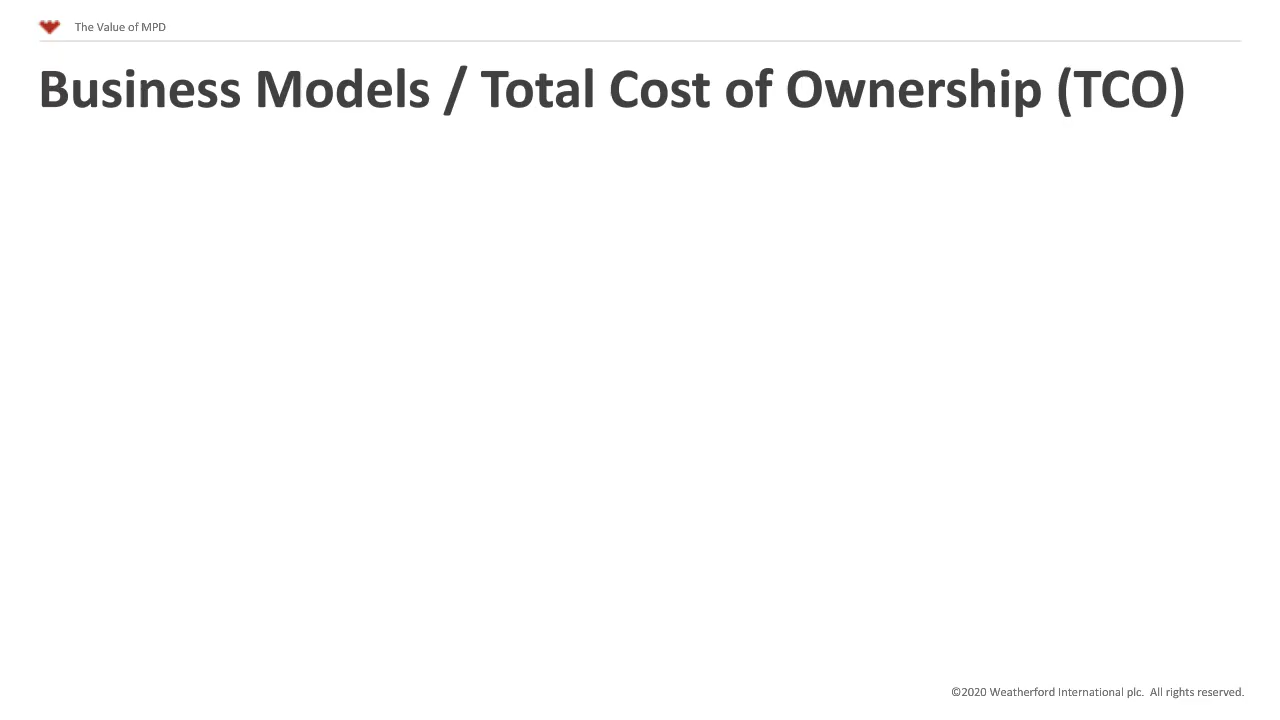 The Value of MPD
Business Models / Total Cost of Ownership (TCO)
©2020 Weatherford International plc.  All rights reserved.